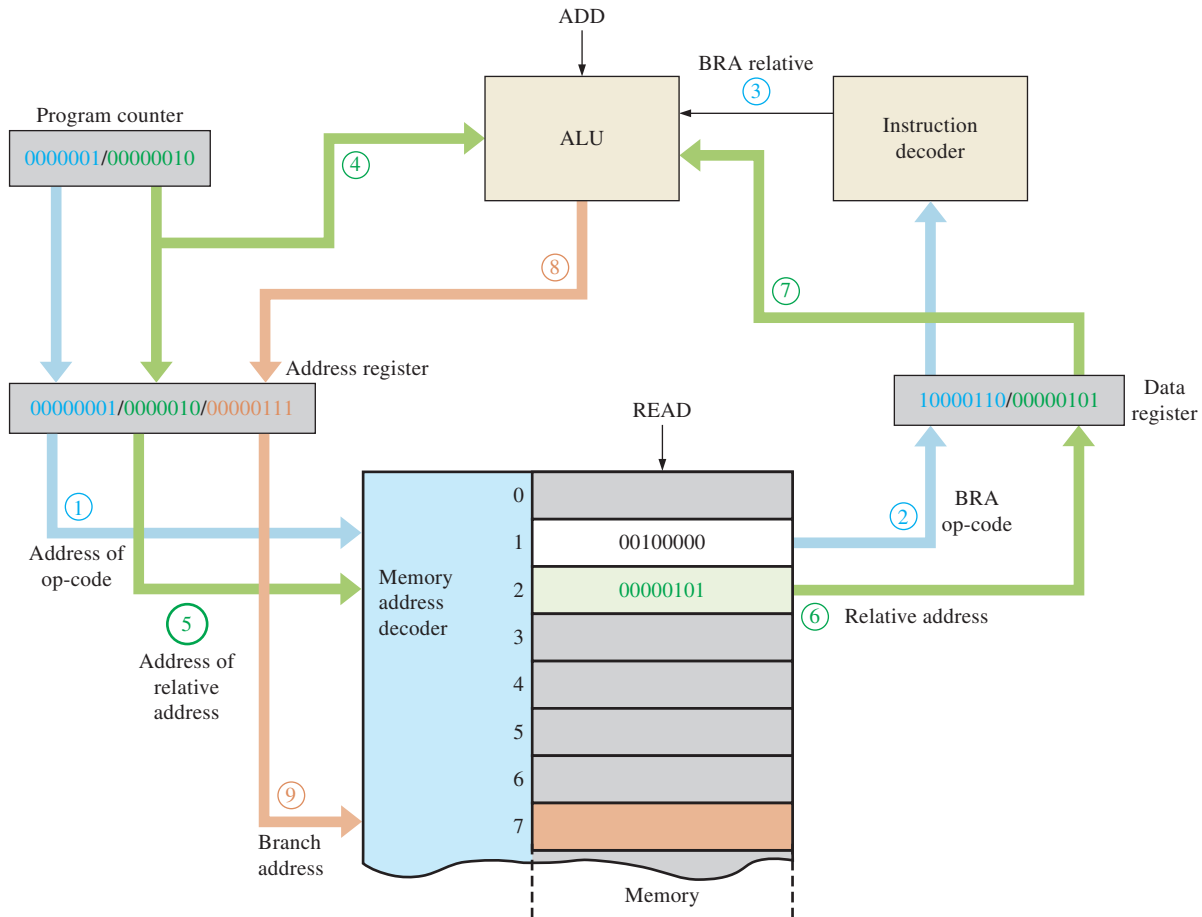 ADD
BRA relative
3
Program counter
0000001/00000010
ALU
Instruction
decoder
4
8
7
Address register
00000001/0000010/00000111
10000110/00000101
Data
register
READ
1
Address of
op-code
2
BRA
op-code
Memory
address
decoder
0
1
00100000
2
00000101
3
4
5
6
7
5
Address of
relative
address
6
Relative address
9
Branch
address
Memory